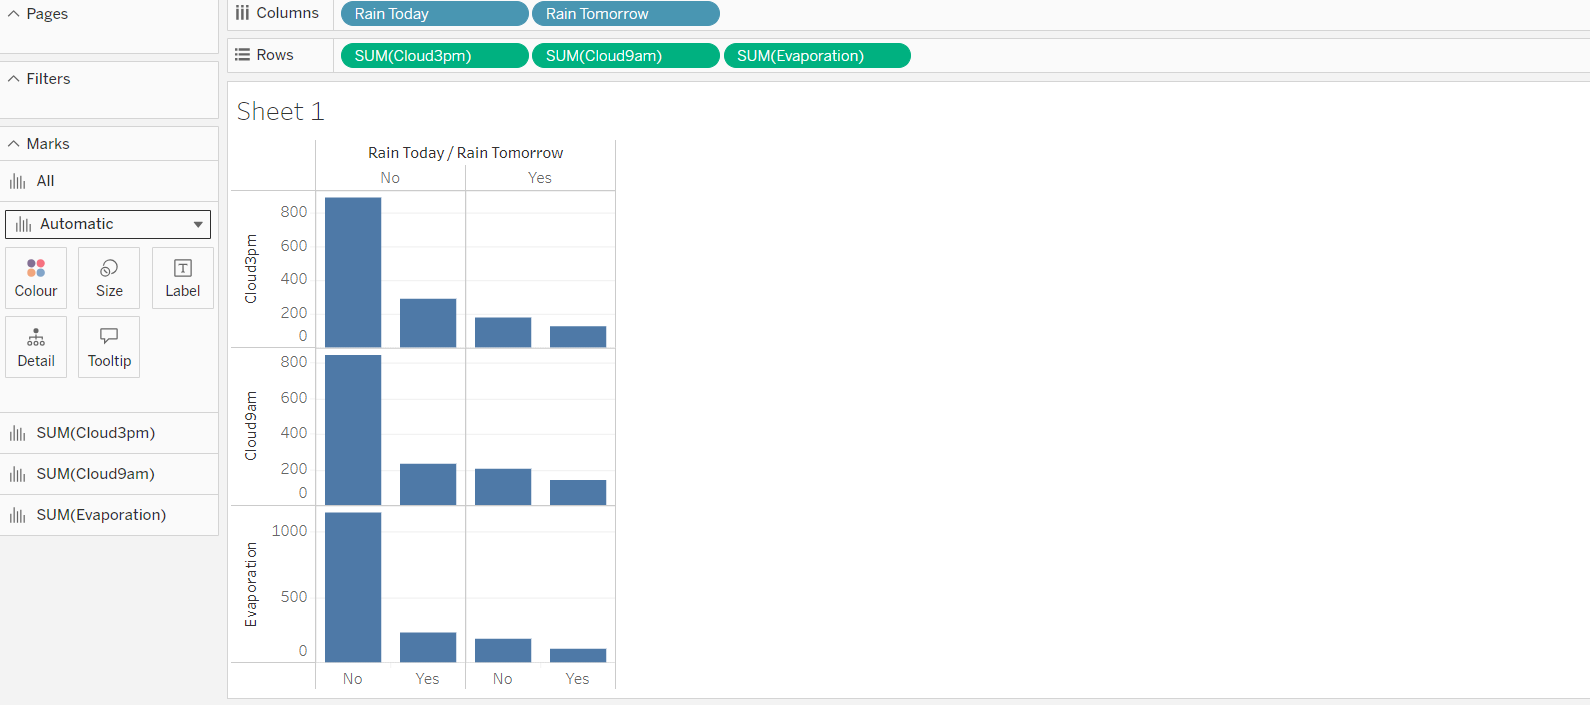 Pages
Columns
Rain Today
Rain Tomorrow
Rows
SUM(Cloud3pm)
SUM(Cloud9am)
SUM(Evaporation)
Filters
Marks
All
Automatic
Colour
Size
T
Label
Detail
Tooltip
SUM(Cloud3pm)
SUM(Cloud9am)
SUM(Evaporation)
Sheet 1
Rain Today / Rain Tomorrow
No
Yes
Cloud3pm
800
600
400
200
0
Cloud9am
800
600
400
200
0
Evaporation
1000
500
0
No
Yes
No
Yes